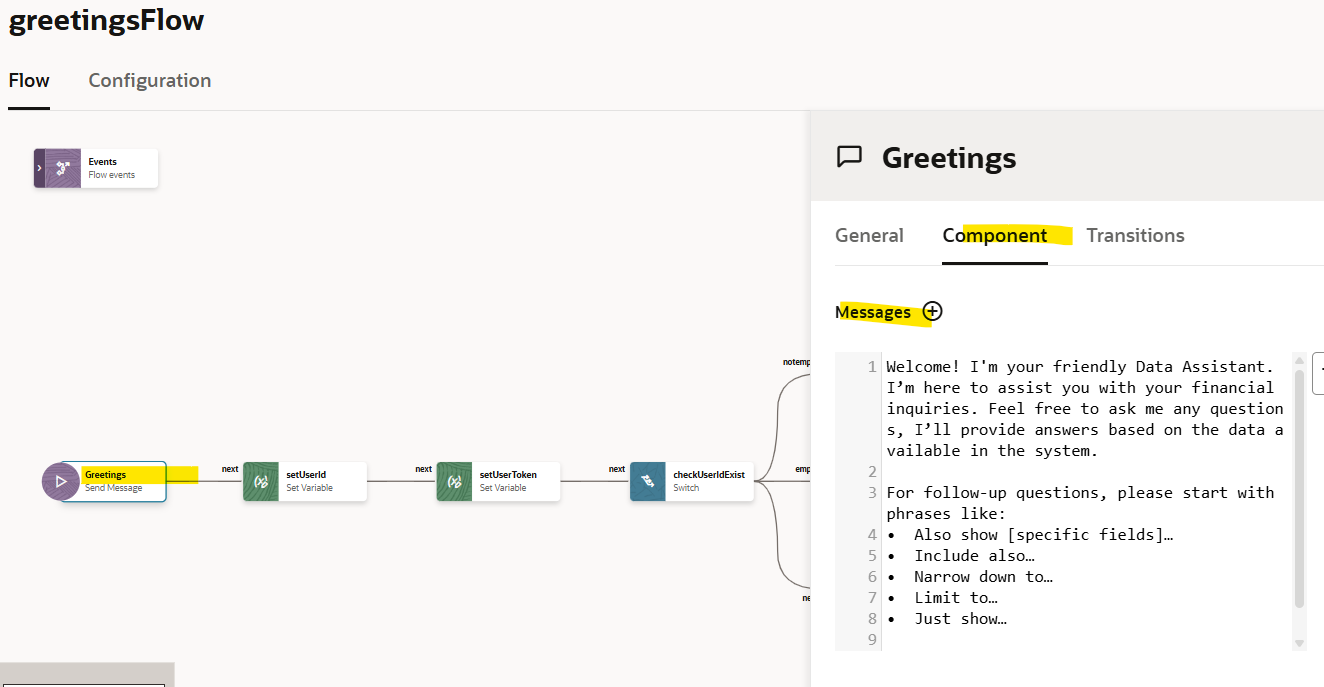 greetingsFlow
Flow Configuration
Events
Flow events
Greetings
General Component Transitions
Messages
1 Welcome! I'm your friendly Data Assistant.
I’m here to assist you with your financial
inquiries. Feel free to ask me any question
s, I’ll provide answers based on the data a
vailable in the system.
2
3 For follow-up questions, please start with
phrases like:
4 • Also show [specific fields]…
5 • Include also…
6 • Narrow down to…
7 • Limit to…
8 • Just show…
9
notemp
Greetings
Send Message
next
setUserId
Set Variable
next
setUserToken
Set Variable
next
checkUserIdExist
Switch
emp
ne